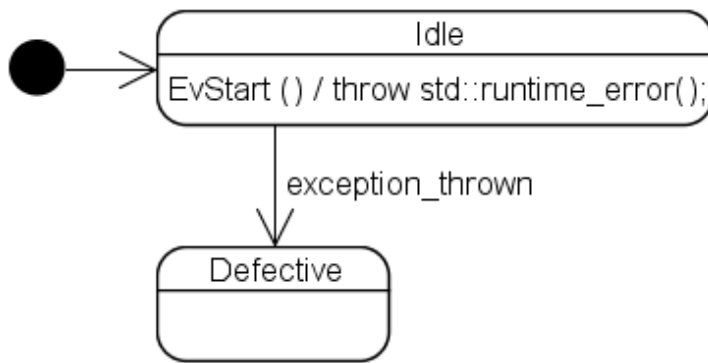 Idle
EvStart () / throw std::runtime_error();
exception_thrown
Defective